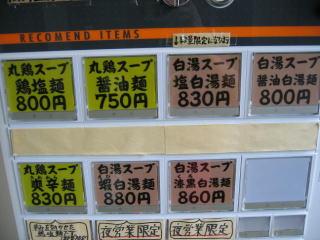 RECOMEND ITEMS
丸鶏スープ
鶏塩麺
800円
丸鶏スープ
醤油麺
750円
白湯スープ
塩白湯麺
830円
白湯スープ
醤油白湯麺
800円
丸鶏スープ
爽辛麺
830円
白湯スープ
蝦白湯麺
880円
白湯スープ
漆黒白湯麺
860円
夜営業限定
夜営業限定